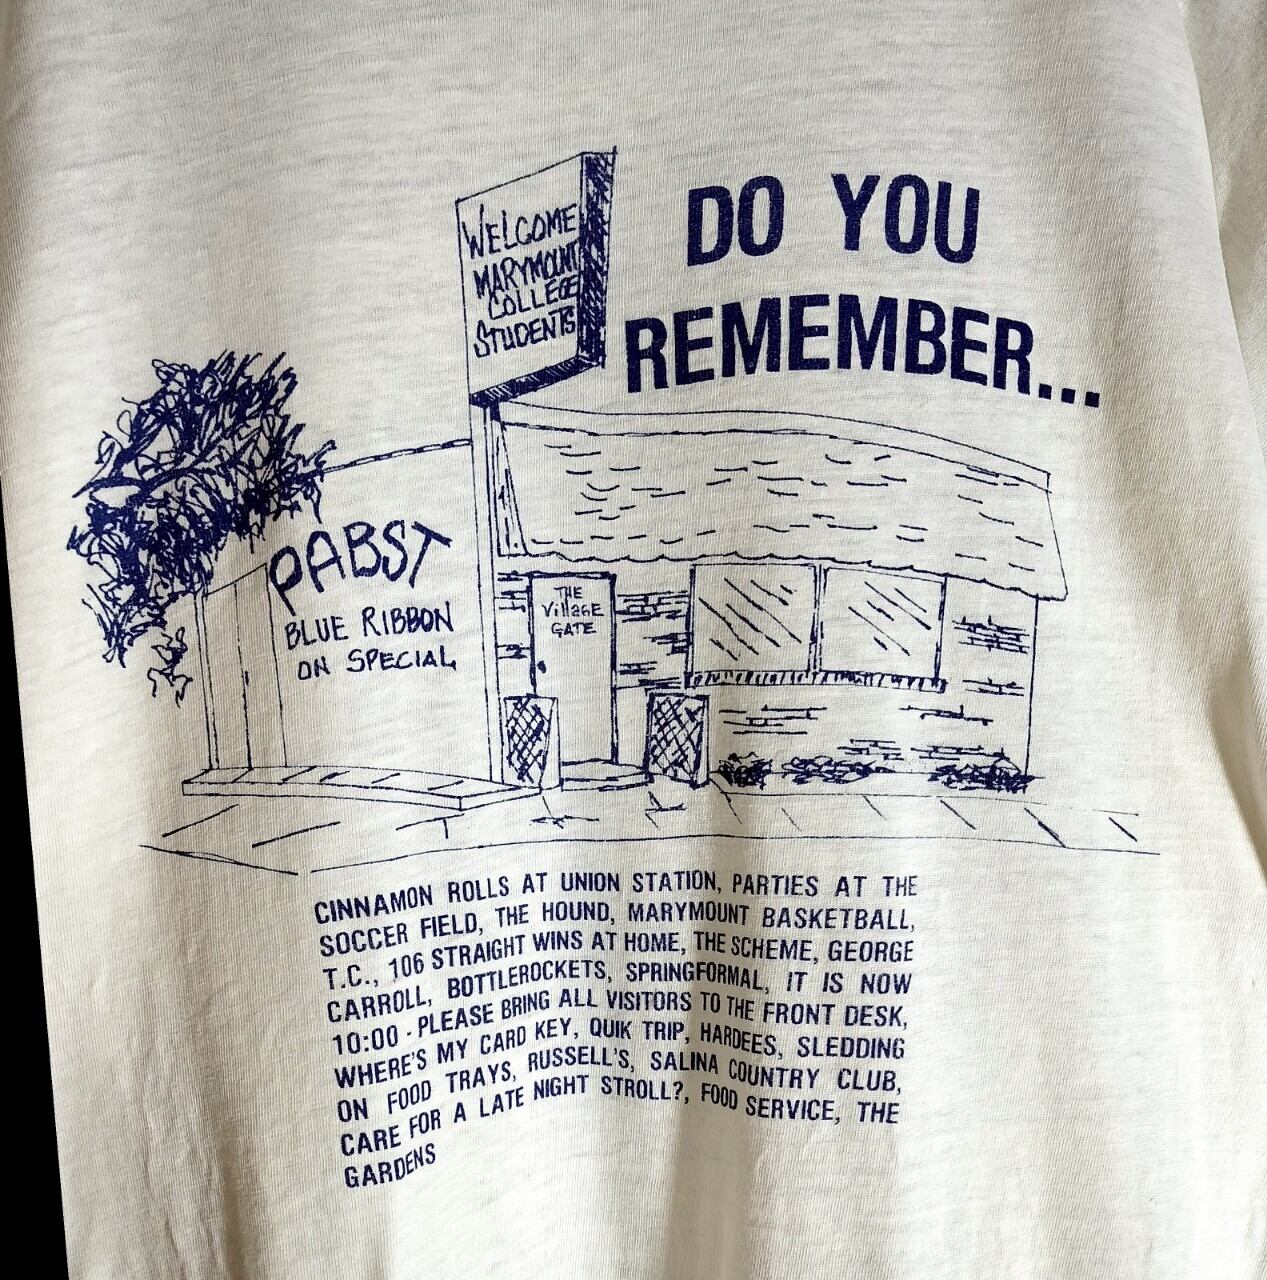 WELCOME
MARYMOUNT
COLLEGE
STUDENTS
DO YOU
REMEMBER...
PABST
BLUE RIBBON
ON SPECIAL
THE
VillaGE
GATE
CINNAMON ROLLS AT UNION STATION, PARTIES AT THE
SOCCER FIELD, THE HOUND, MARYMOUNT BASKETBALL,
T.C., 106 STRAIGHT WINS AT HOME, THE SCHEME, GEORGE
CARROLL, BOTTLEROCKETS, SPRINGFORMAL, IT IS NOW
10:00 - PLEASE BRING ALL VISITORS TO THE FRONT DESK,
WHERE'S MY CARD KEY, QUIK TRIP, HARDEES, SLEDDING
ON FOOD TRAYS, RUSSELL'S, SALINA COUNTRY CLUB,
CARE FOR A LATE NIGHT STROLL?, FOOD SERVICE, THE
GARDENS